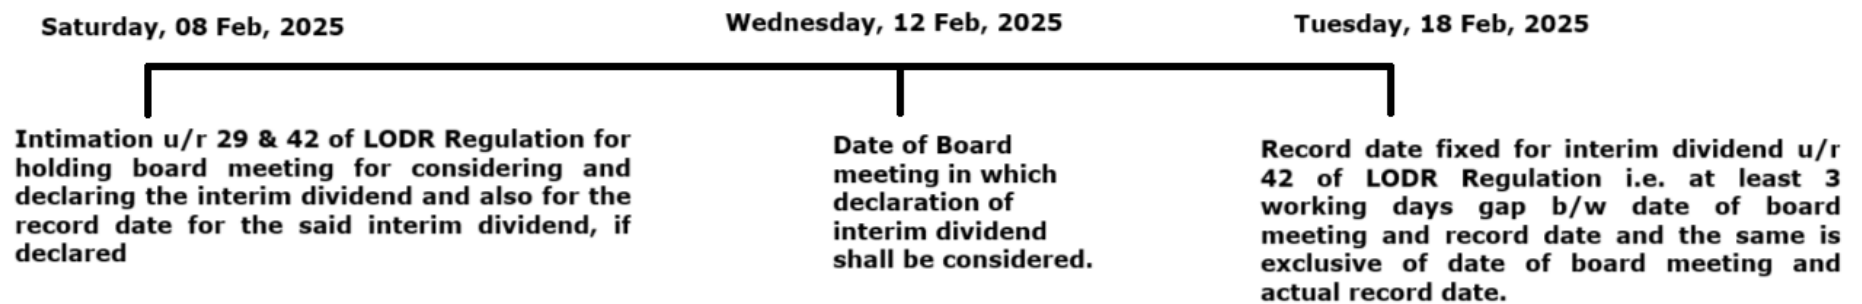 Saturday, 08 Feb, 2025
Wednesday, 12 Feb, 2025
Tuesday, 18 Feb, 2025
Intimation u/r 29 & 42 of LODR Regulation for
holding board meeting for considering and
declaring the interim dividend and also for the
record date for the said interim dividend, if
declared
Date of Board
meeting in which
declaration of
interim dividend
shall be considered.
Record date fixed for interim dividend u/r
42 of LODR Regulation i.e. at least 3
working days gap b/w date of board
meeting and record date and the same is
exclusive of date of board meeting and
actual record date.